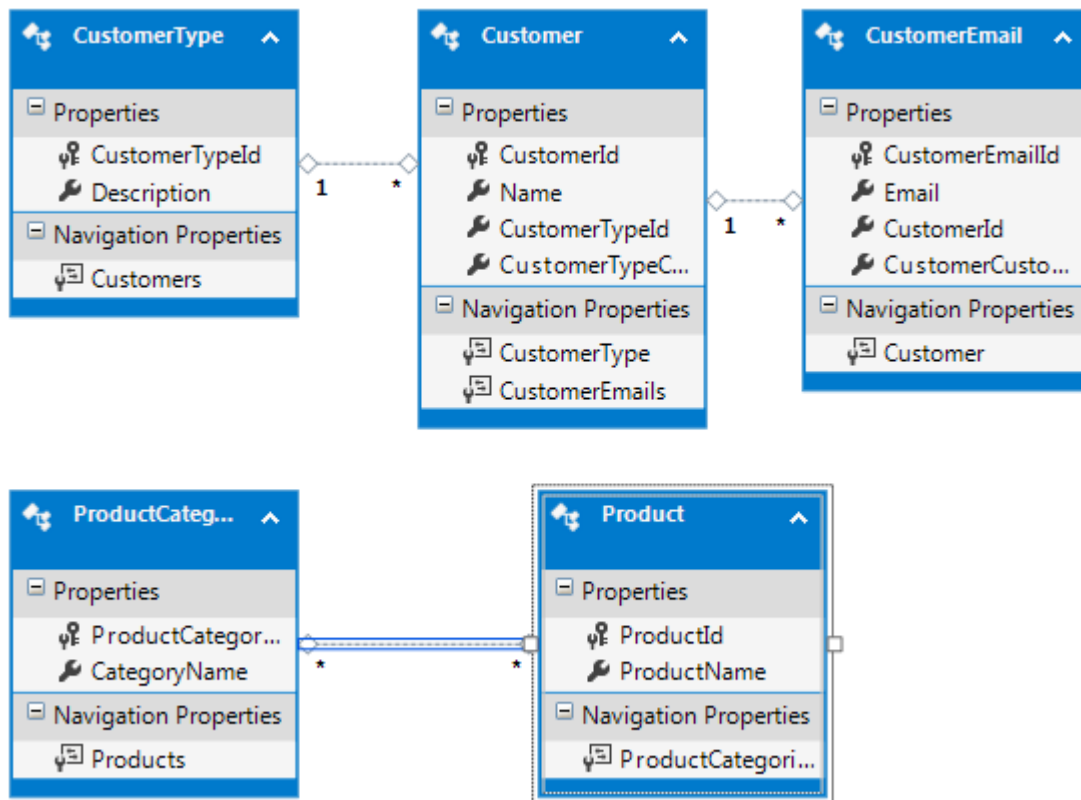 CustomerType
Properties
CustomerTypeId
Description
Navigation Properties
Customers
1 *
Customer
Properties
CustomerId
Name
CustomerTypeId
CustomerTypeC...
Navigation Properties
CustomerType
CustomerEmails
1 *
CustomerEmail
Properties
CustomerEmailId
Email
CustomerId
CustomerCusto...
Navigation Properties
Customer
ProductCateg...
Properties
ProductCategor...
CategoryName
Navigation Properties
Products
* *
Product
Properties
ProductId
ProductName
Navigation Properties
ProductCategori...